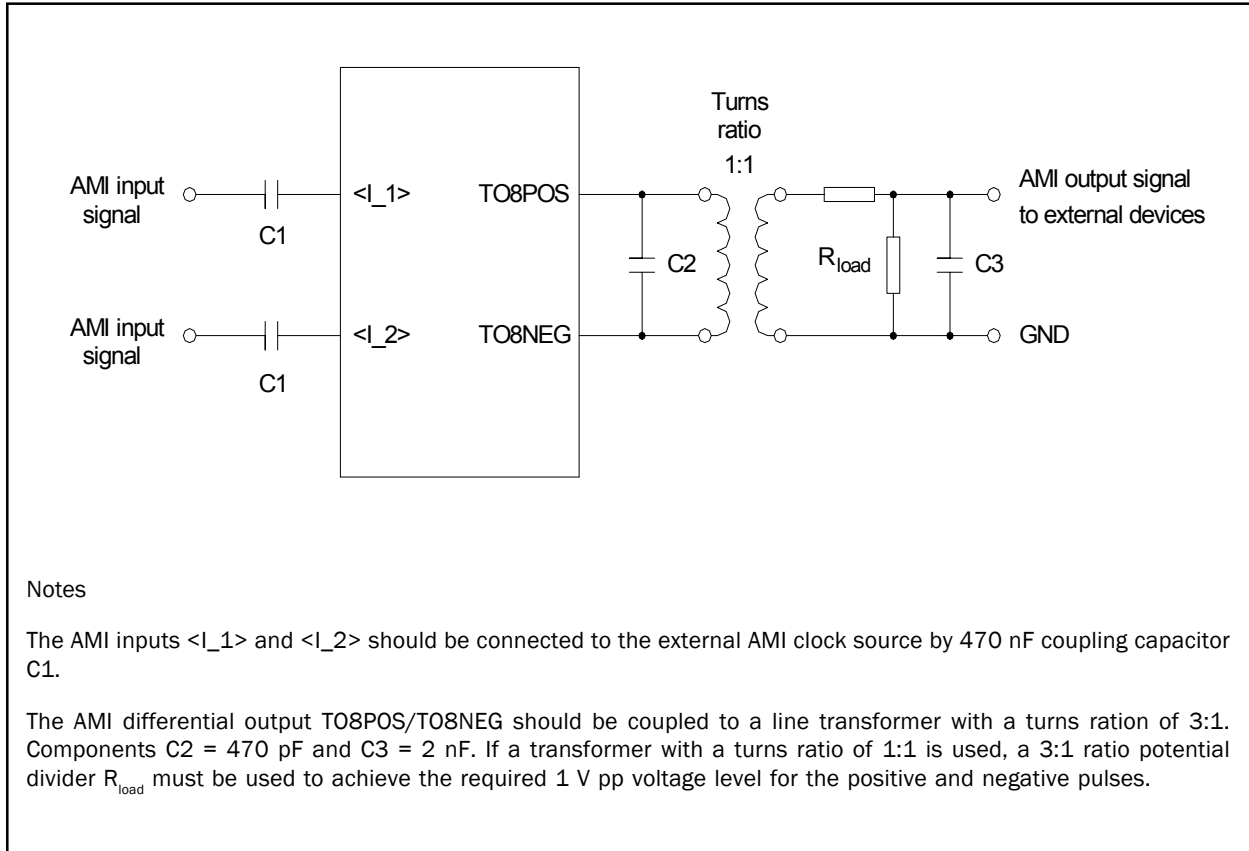 Turns
ratio
1:1
AMI input
signal
C1
<I_1>
TO8POS
C2
R_load
C3
AMI output signal
to external devices
AMI input
signal
C1
<I_2>
TO8NEG
GND
Notes
The AMI inputs <I_1> and <I_2> should be connected to the external AMI clock source by 470 nF coupling capacitor
C1.
The AMI differential output TO8POS/TO8NEG should be coupled to a line transformer with a turns ration of 3:1.
Components C2 = 470 pF and C3 = 2 nF. If a transformer with a turns ratio of 1:1 is used, a 3:1 ratio potential
divider R_load must be used to achieve the required 1 V pp voltage level for the positive and negative pulses.